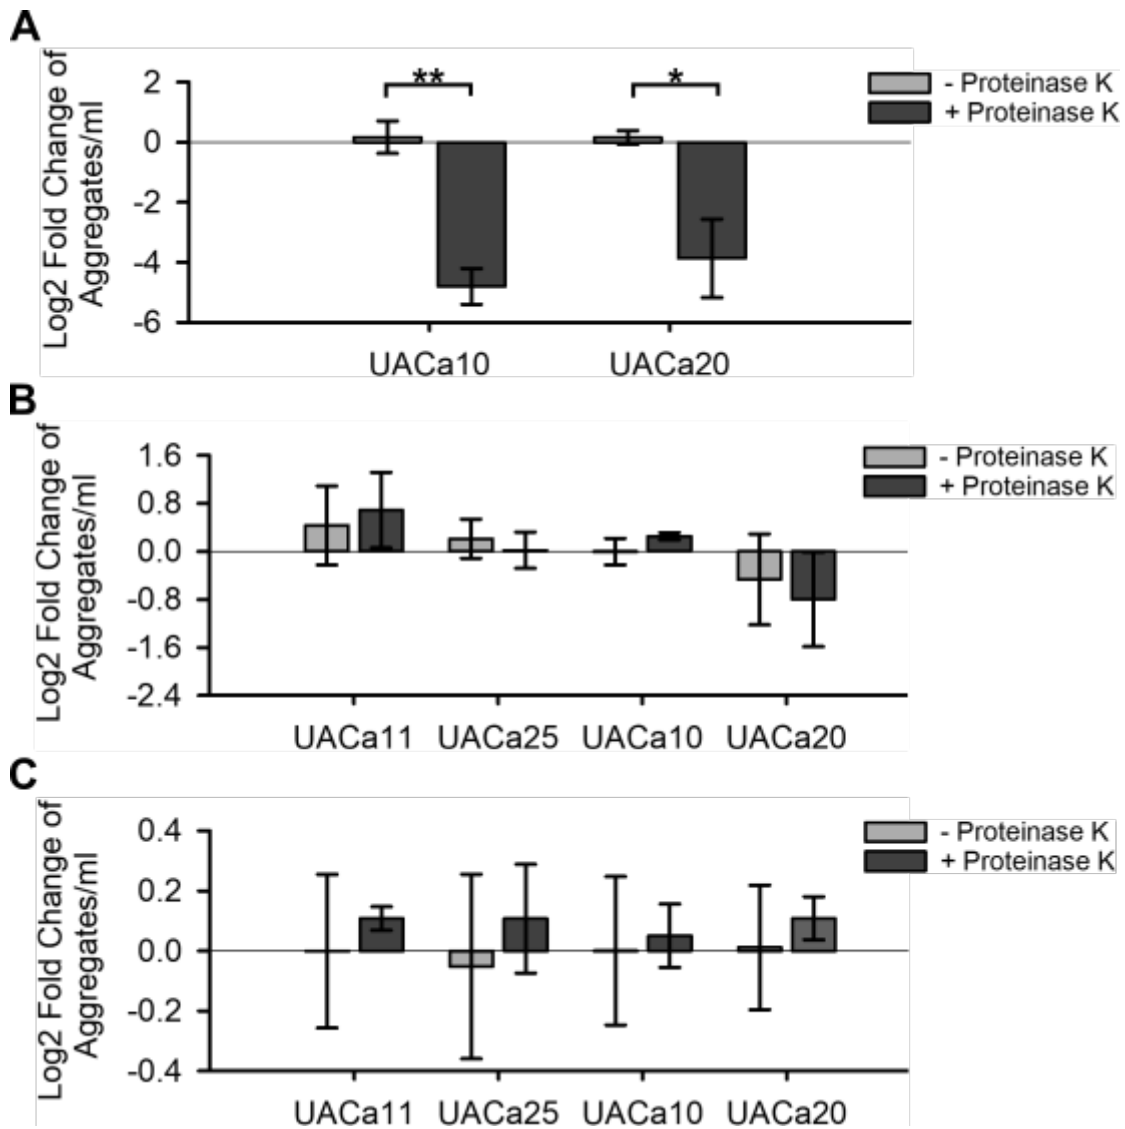 A
Log2 Fold Change of
Aggregates/ml
2
0
-2
-4
-6
**
*
- Proteinase K
+ Proteinase K
UACa10 UACa20
B
Log2 Fold Change of
Aggregates/ml
1.6
0.8
0.0
-0.8
-1.6
-2.4
- Proteinase K
+ Proteinase K
UACa11 UACa25 UACa10 UACa20
C
Log2 Fold Change of
Aggregates/ml
0.4
0.2
0.0
-0.2
-0.4
- Proteinase K
+ Proteinase K
UACa11 UACa25 UACa10 UACa20